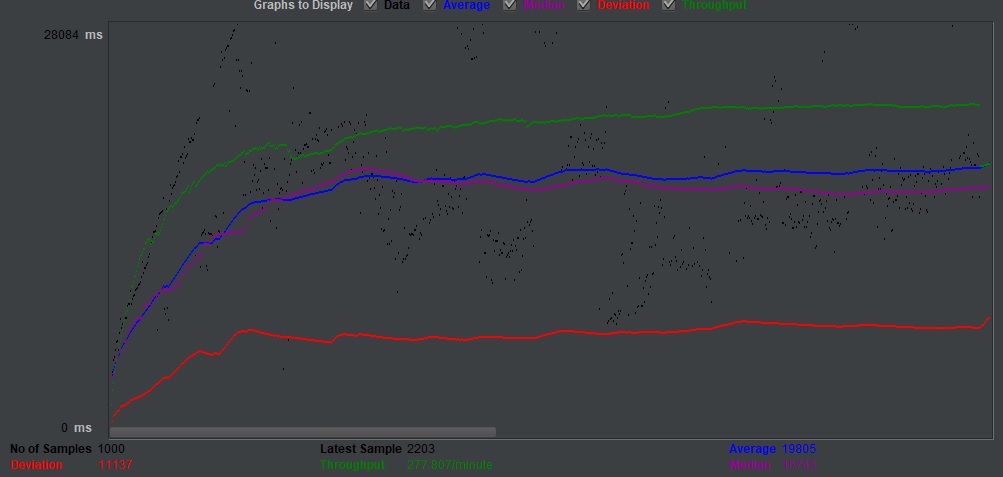 Graphs to Display Data Average Median Deviation Throughput
28084 ms
0 ms
No of Samples 1000 Latest Sample 2203 Average 19805
Deviation 11137 Throughput 277.807/minute Median